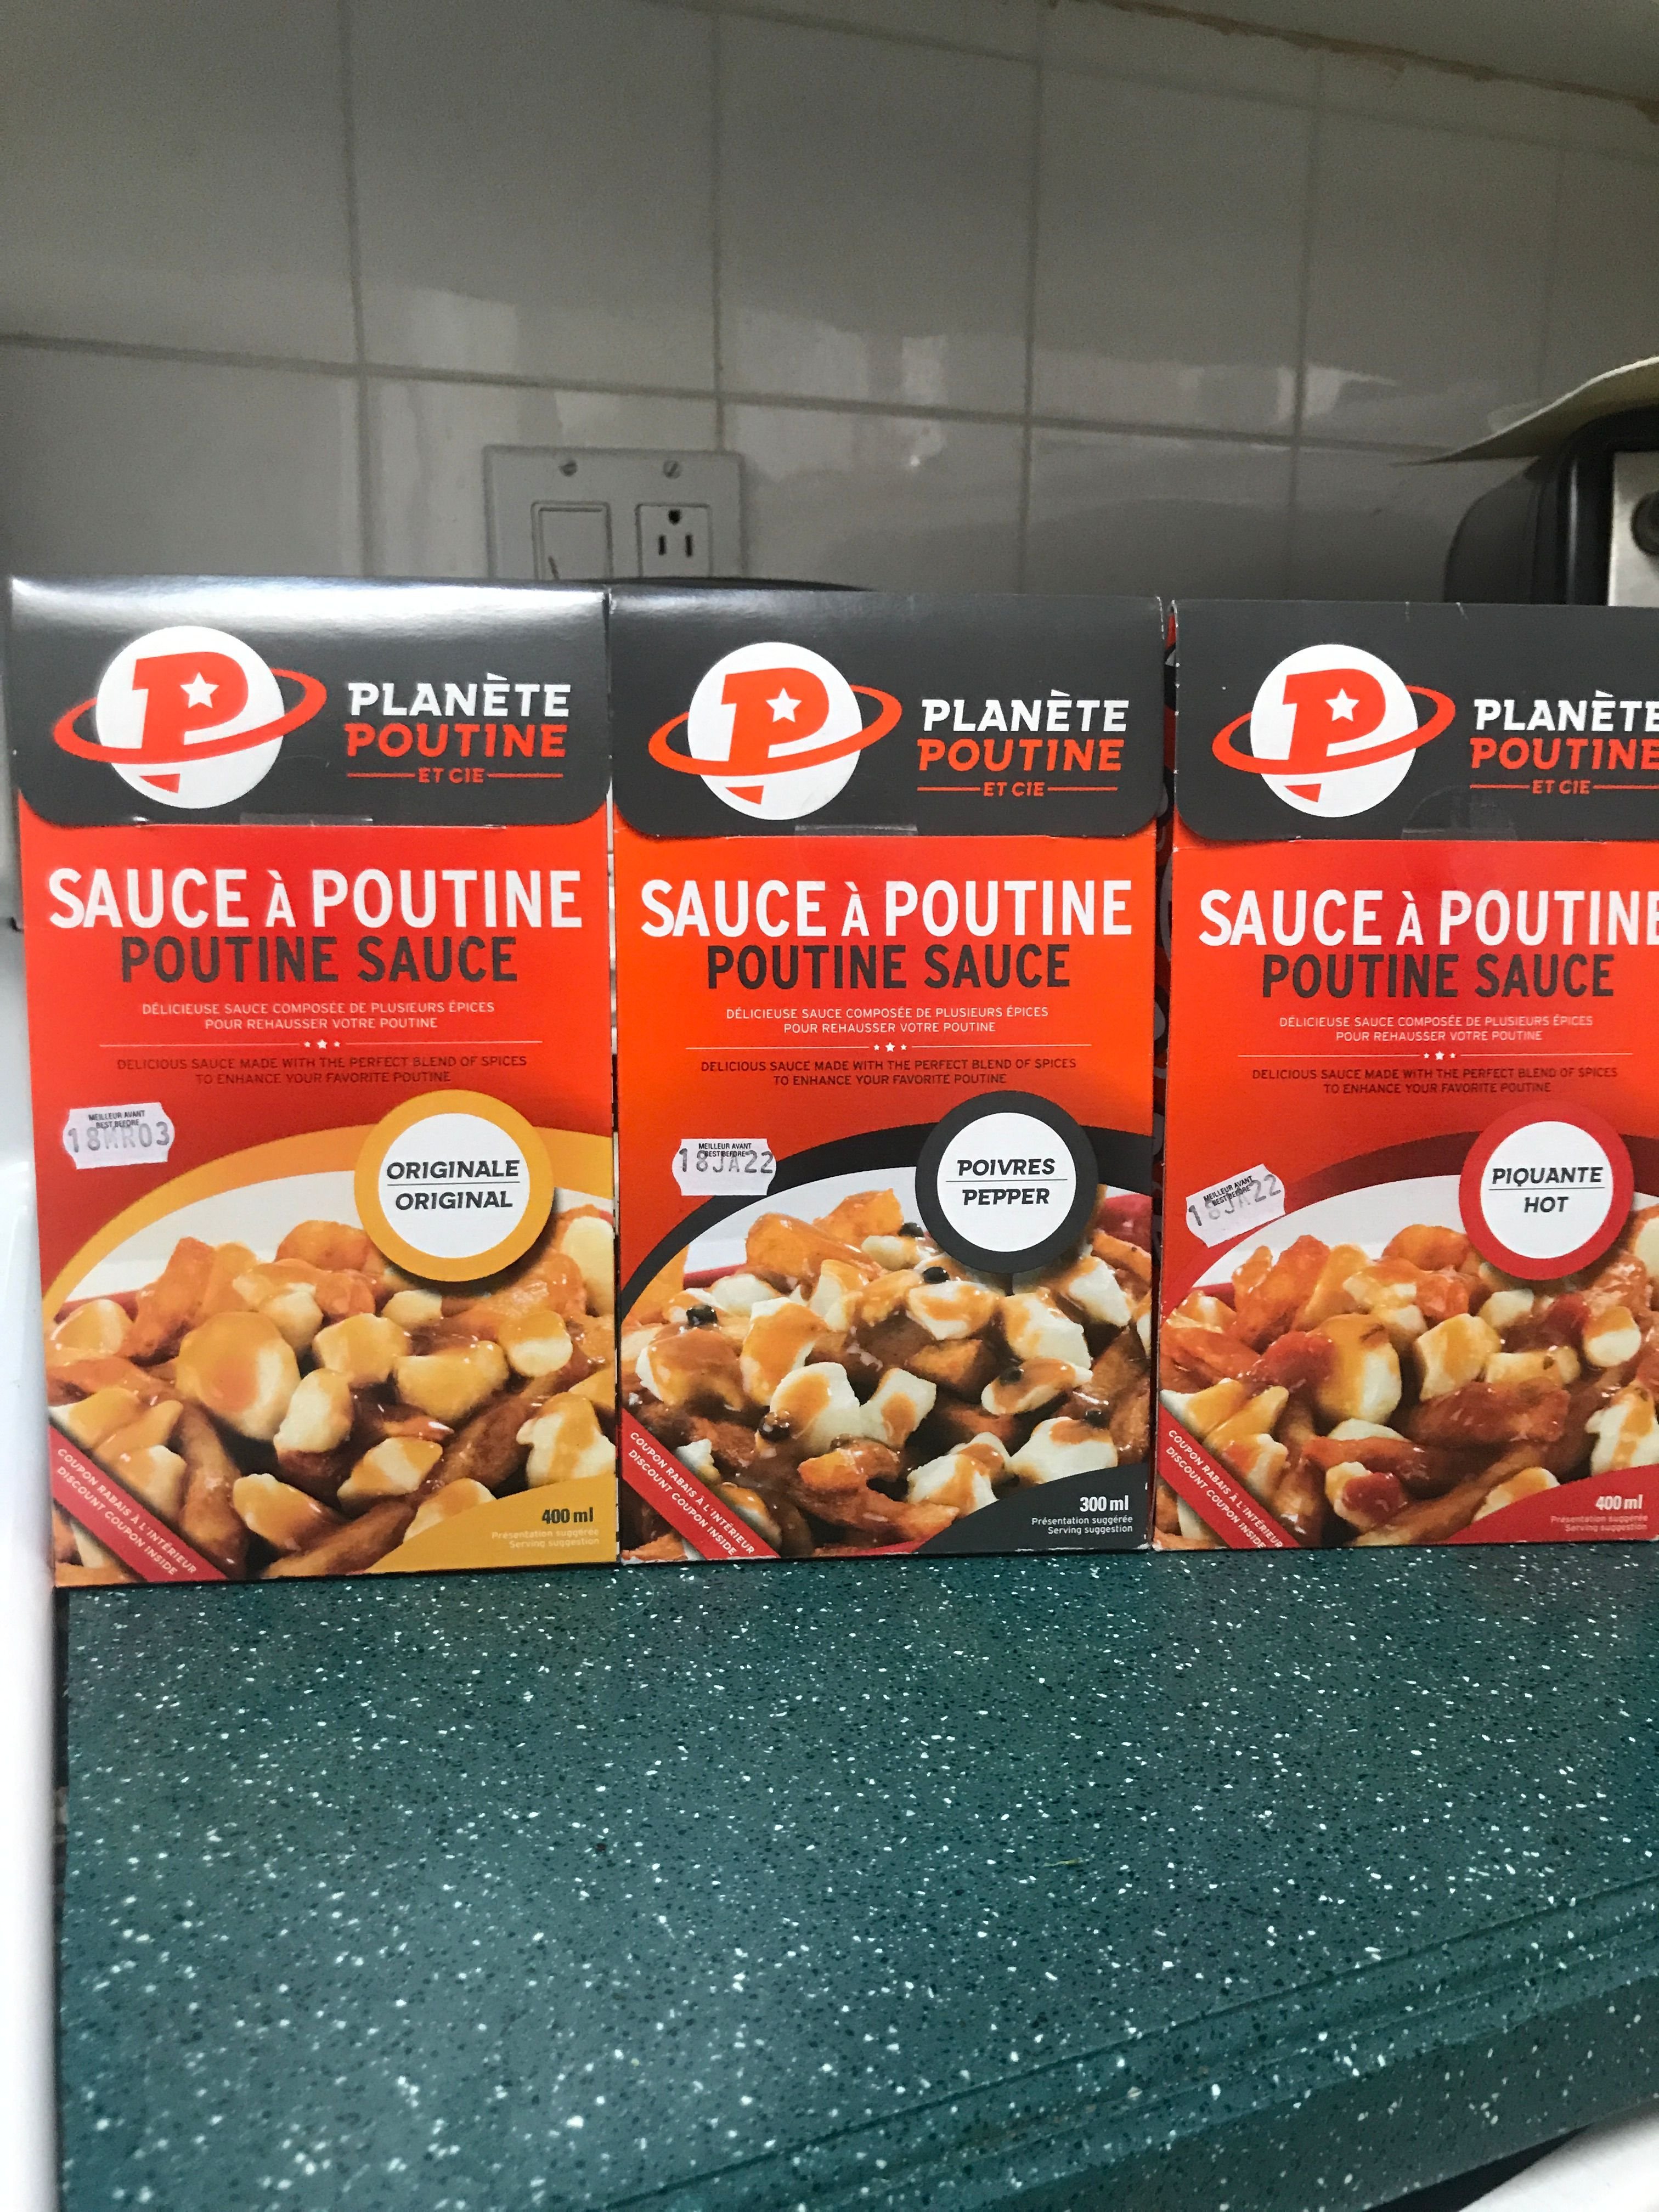 PLANÈTE
POUTINE
ET CIE
SAUCE À POUTINE
POUTINE SAUCE
DÉLICIEUSE SAUCE COMPOSÉE DE PLUSIEURS ÉPICES
POUR REHAUSSER VOTRE POUTINE
DELICIOUS SAUCE MADE WITH THE PERFECT BLEND OF SPICES
TO ENHANCE YOUR FAVORITE POUTINE
MEILLEUR AVANT
BEST BEFORE
18MR03
ORIGINALE
ORIGINAL
COUPON RABAIS À L'INTÉRIEUR
DISCOUNT COUPON INSIDE
400 ml
Présentation suggérée
Serving suggestion
PLANÈTE
POUTINE
ET CIE
SAUCE À POUTINE
POUTINE SAUCE
DÉLICIEUSE SAUCE COMPOSÉE DE PLUSIEURS ÉPICES
POUR REHAUSSER VOTRE POUTINE
DELICIOUS SAUCE MADE WITH THE PERFECT BLEND OF SPICES
TO ENHANCE YOUR FAVORITE POUTINE
MEILLEUR AVANT
BEST BEFORE
18JA22
POIVRES
PEPPER
COUPON RABAIS À L'INTÉRIEUR
DISCOUNT COUPON INSIDE
300 ml
Présentation suggérée
Serving suggestion
PLANÈTE
POUTINE
ET CIE
SAUCE À POUTINE
POUTINE SAUCE
DÉLICIEUSE SAUCE COMPOSÉE DE PLUSIEURS ÉPICES
POUR REHAUSSER VOTRE POUTINE
DELICIOUS SAUCE MADE WITH THE PERFECT BLEND OF SPICES
TO ENHANCE YOUR FAVORITE POUTINE
MEILLEUR AVANT
BEST BEFORE
18JA22
PIQUANTE
HOT
COUPON RABAIS À L'INTÉRIEUR
DISCOUNT COUPON INSIDE
400 ml
Présentation suggérée
Serving suggestion